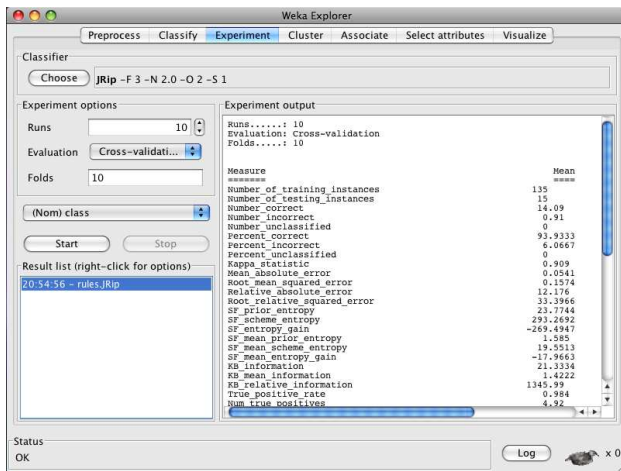 Weka Explorer
Preprocess Classify Experiment Cluster Associate Select attributes Visualize
Classifier
Choose JRip -F 3 -N 2.0 -O 2 -S 1
Experiment options
Runs 10
Evaluation Cross-validati...
Folds 10
(Nom) class
Start Stop
Result list (right-click for options)
20:54:56 - rules.JRip
Experiment output
Runs......: 10
Evaluation: Cross-validation
Folds.....: 10
Measure Mean
======= ====
Number_of_training_instances 135
Number_of_testing_instances 15
Number_correct 14.09
Number_incorrect 0.91
Number_unclassified 0
Percent_correct 93.9333
Percent_incorrect 6.0667
Percent_unclassified 0
Kappa_statistic 0.909
Mean_absolute_error 0.0541
Root_mean_squared_error 0.1574
Relative_absolute_error 12.176
Root_relative_squared_error 33.3966
SF_prior_entropy 23.7744
SF_scheme_entropy 293.2692
SF_entropy_gain -269.4947
SF_mean_prior_entropy 1.585
SF_mean_scheme_entropy 19.5513
SF_mean_entropy_gain -17.9663
KB_information 21.3334
KB_mean_information 1.4222
KB_relative_information 1345.99
True_positive_rate 0.984
Num_true_positives 4.92
Status
OK
Log x 0